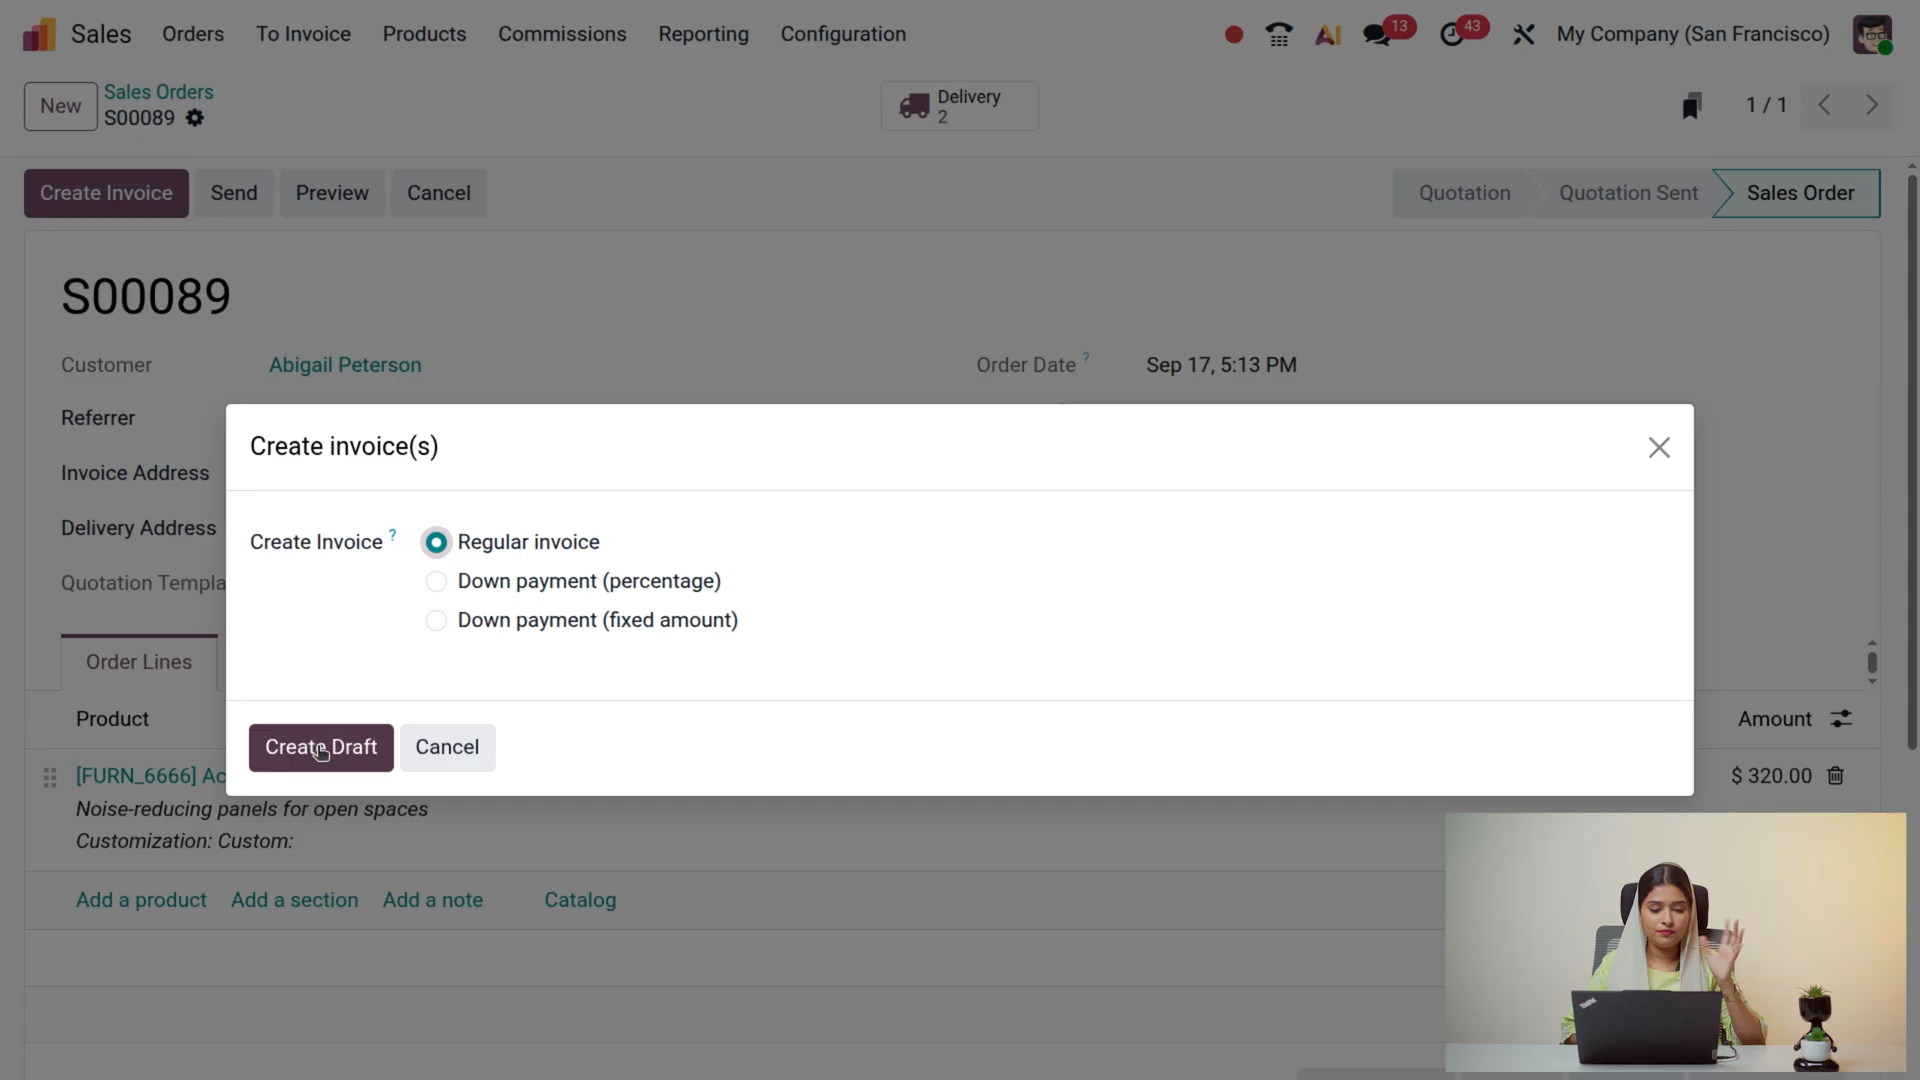 Sales Orders To Invoice Products Commissions Reporting Configuration 13 43 My Company (San Francisco)
New Sales Orders Delivery
S00089 2 1 / 1
Create Invoice Send Preview Cancel Quotation Quotation Sent Sales Order
S00089
Customer Abigail Peterson Order Date ? Sep 17, 5:13 PM
Referrer
Create invoice(s)
Invoice Address
Delivery Address
Create Invoice ? Regular invoice
Quotation Templa Down payment (percentage)
Down payment (fixed amount)
Order Lines
Product Amount
Create Draft Cancel
[FURN_6666] Ac $ 320.00
Noise-reducing panels for open spaces
Customization: Custom:
Add a product Add a section Add a note Catalog